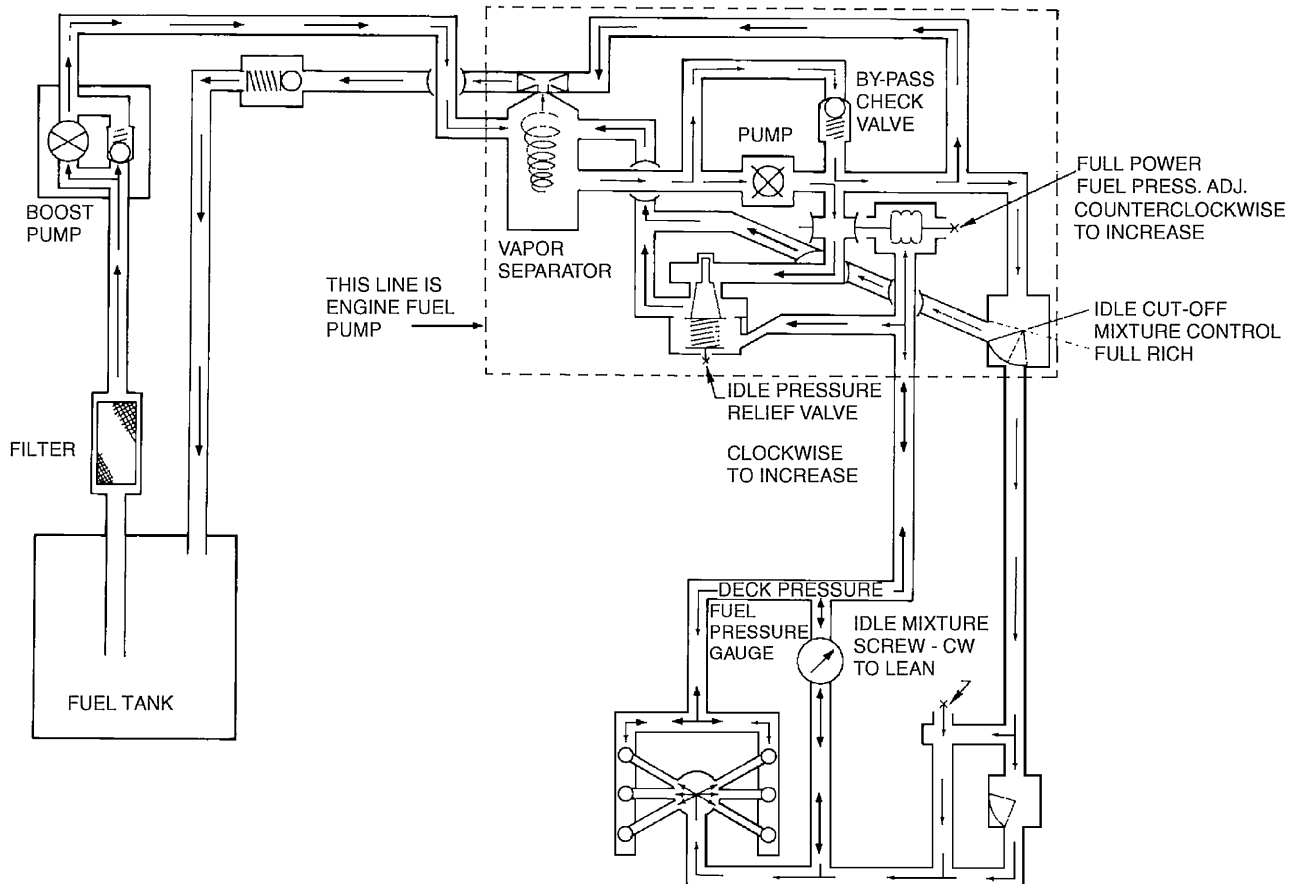 BY-PASS
CHECK
VALVE
PUMP
FULL POWER
FUEL PRESS. ADJ.
COUNTERCLOCKWISE
TO INCREASE
BOOST
PUMP
VAPOR
SEPARATOR
THIS LINE IS
ENGINE FUEL
PUMP
IDLE CUT-OFF
MIXTURE CONTROL
FULL RICH
IDLE PRESSURE
RELIEF VALVE
CLOCKWISE
TO INCREASE
FILTER
FUEL TANK
DECK PRESSURE
FUEL
PRESSURE
GAUGE
IDLE MIXTURE
SCREW - CW
TO LEAN